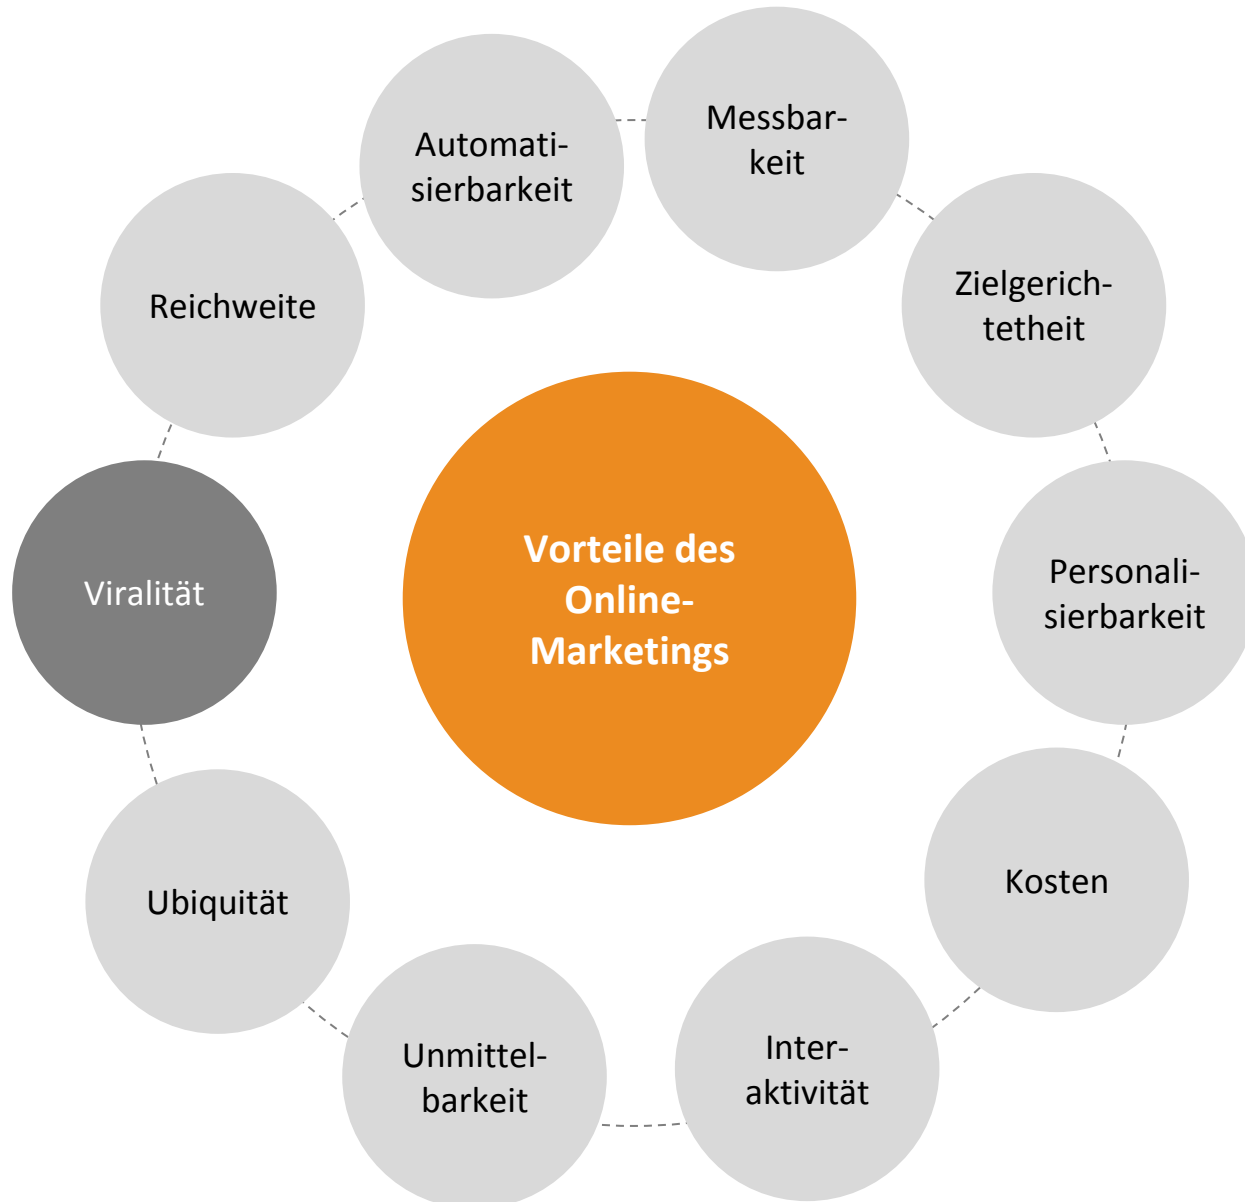 Messbar-
keit
Automati-
sierbarkeit
Zielgerich-
tetheit
Reichweite
Vorteile des
Online-
Marketings
Viralität
Personali-
sierbarkeit
Kosten
Ubiquität
Unmittel-
barkeit
Inter-
aktivität